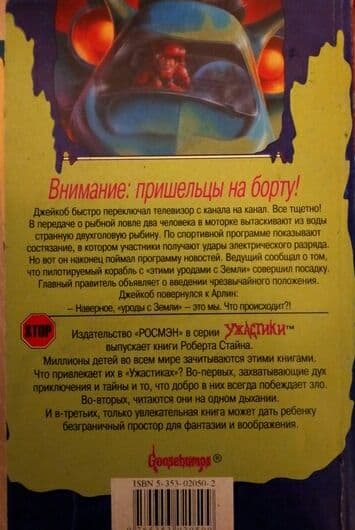 Внимание: пришельцы на борту!
Джейкоб быстро переключал телевизор с канала на канал. Все тщетно!
В передаче о рыбной ловле два человека в моторке вытаскивают из воды
странную двухголовую рыбину. По спортивной программе показывают
состязание, в котором участники получают удары электрического разряда.
Но вот он наконец поймал программу новостей. Ведущий сообщал о том,
что пилотируемый корабль с «этими уродами с Земли» совершил посадку.
Главный правитель объявляет о введении чрезвычайного положения.
Джейкоб повернулся к Арлин:
– Наверное, «уроды с Земли» – это мы. Что происходит?!
STOP
Издательство «РОСМЭН» в серии УЖАСТИКИ™
выпускает книги Роберта Стайна.
Миллионы детей во всем мире зачитываются этими книгами.
Что привлекает их в «Ужастиках»? Во-первых, захватывающие дух
приключения и тайны и то, что добро в них всегда побеждает зло.
Во-вторых, читаются они на одном дыхании.
И в-третьих, только увлекательная книга может дать ребенку
безграничный простор для фантазии и воображения.
Goosebumps®
ISBN 5-353-02050-2